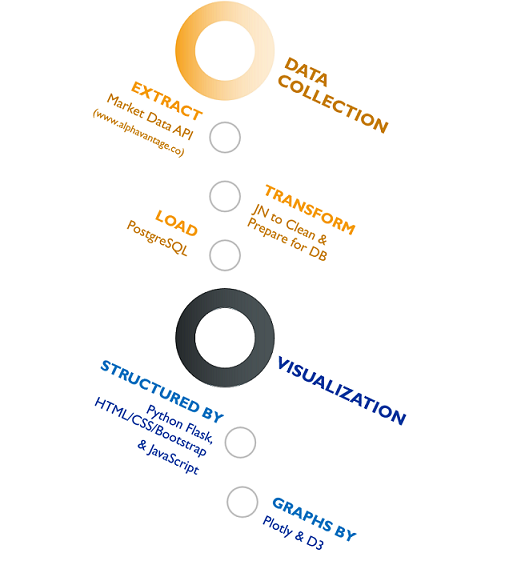 DATA
COLLECTION
EXTRACT
Market Data API
(www.alphavantage.co)
TRANSFORM
JN to Clean &
Prepare for DB
LOAD
PostgreSQL
VISUALIZATION
STRUCTURED BY
Python Flask,
HTML/CSS/Bootstrap
& JavaScript
GRAPHS BY
Plotly & D3